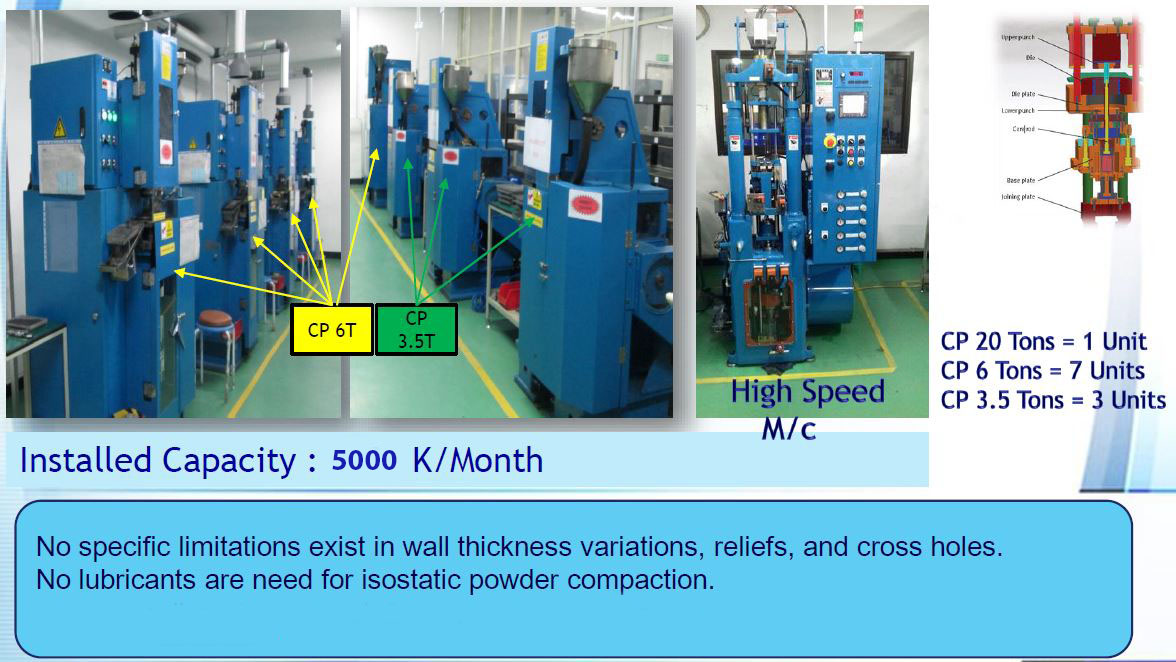 Upper punch
Die
Die plate
Lower punch
Core rod
Base plate
Joining plate
CP 6T
CP
3.5T
CP 20 Tons = 1 Unit
CP 6 Tons = 7 Units
CP 3.5 Tons = 3 Units
High Speed
M/c
Installed Capacity : 5000 K/Month
No specific limitations exist in wall thickness variations, reliefs, and cross holes.
No lubricants are need for isostatic powder compaction.